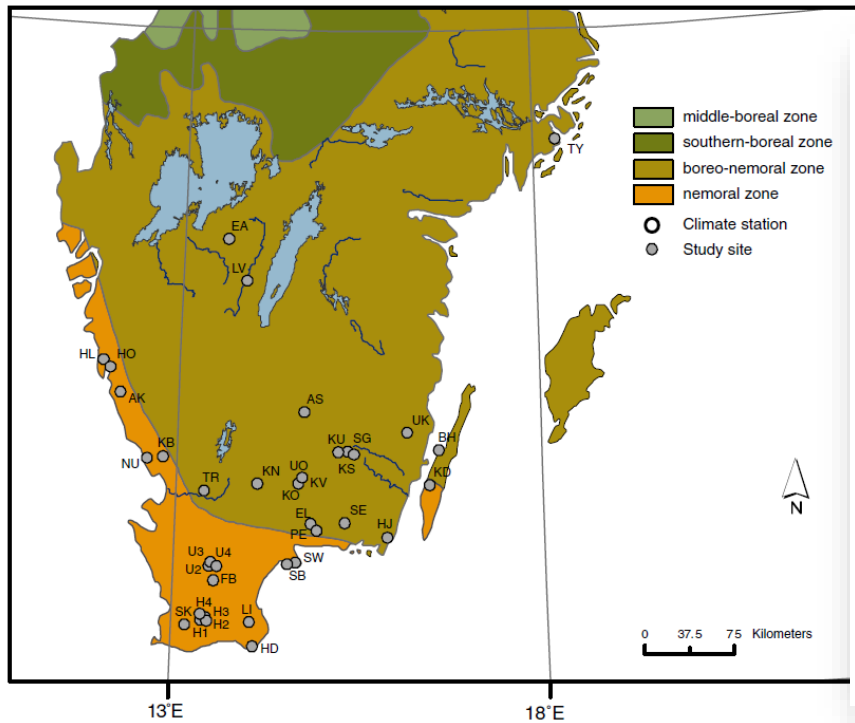 middle-boreal zone
southern-boreal zone
boreo-nemoral zone
nemoral zone
Climate station
Study site
TY
EA
LV
HL
HO
AK
AS
UK
KU
SG
BH
KB
NU
KS
UO
KN
KV
KD
TR
KO
EL
SE
PE
HJ
N
U3
U4
SW
U2
SB
FB
H4
SK
H3
LI
H1
H2
HD
0 37.5 75 Kilometers
13°E
18°E